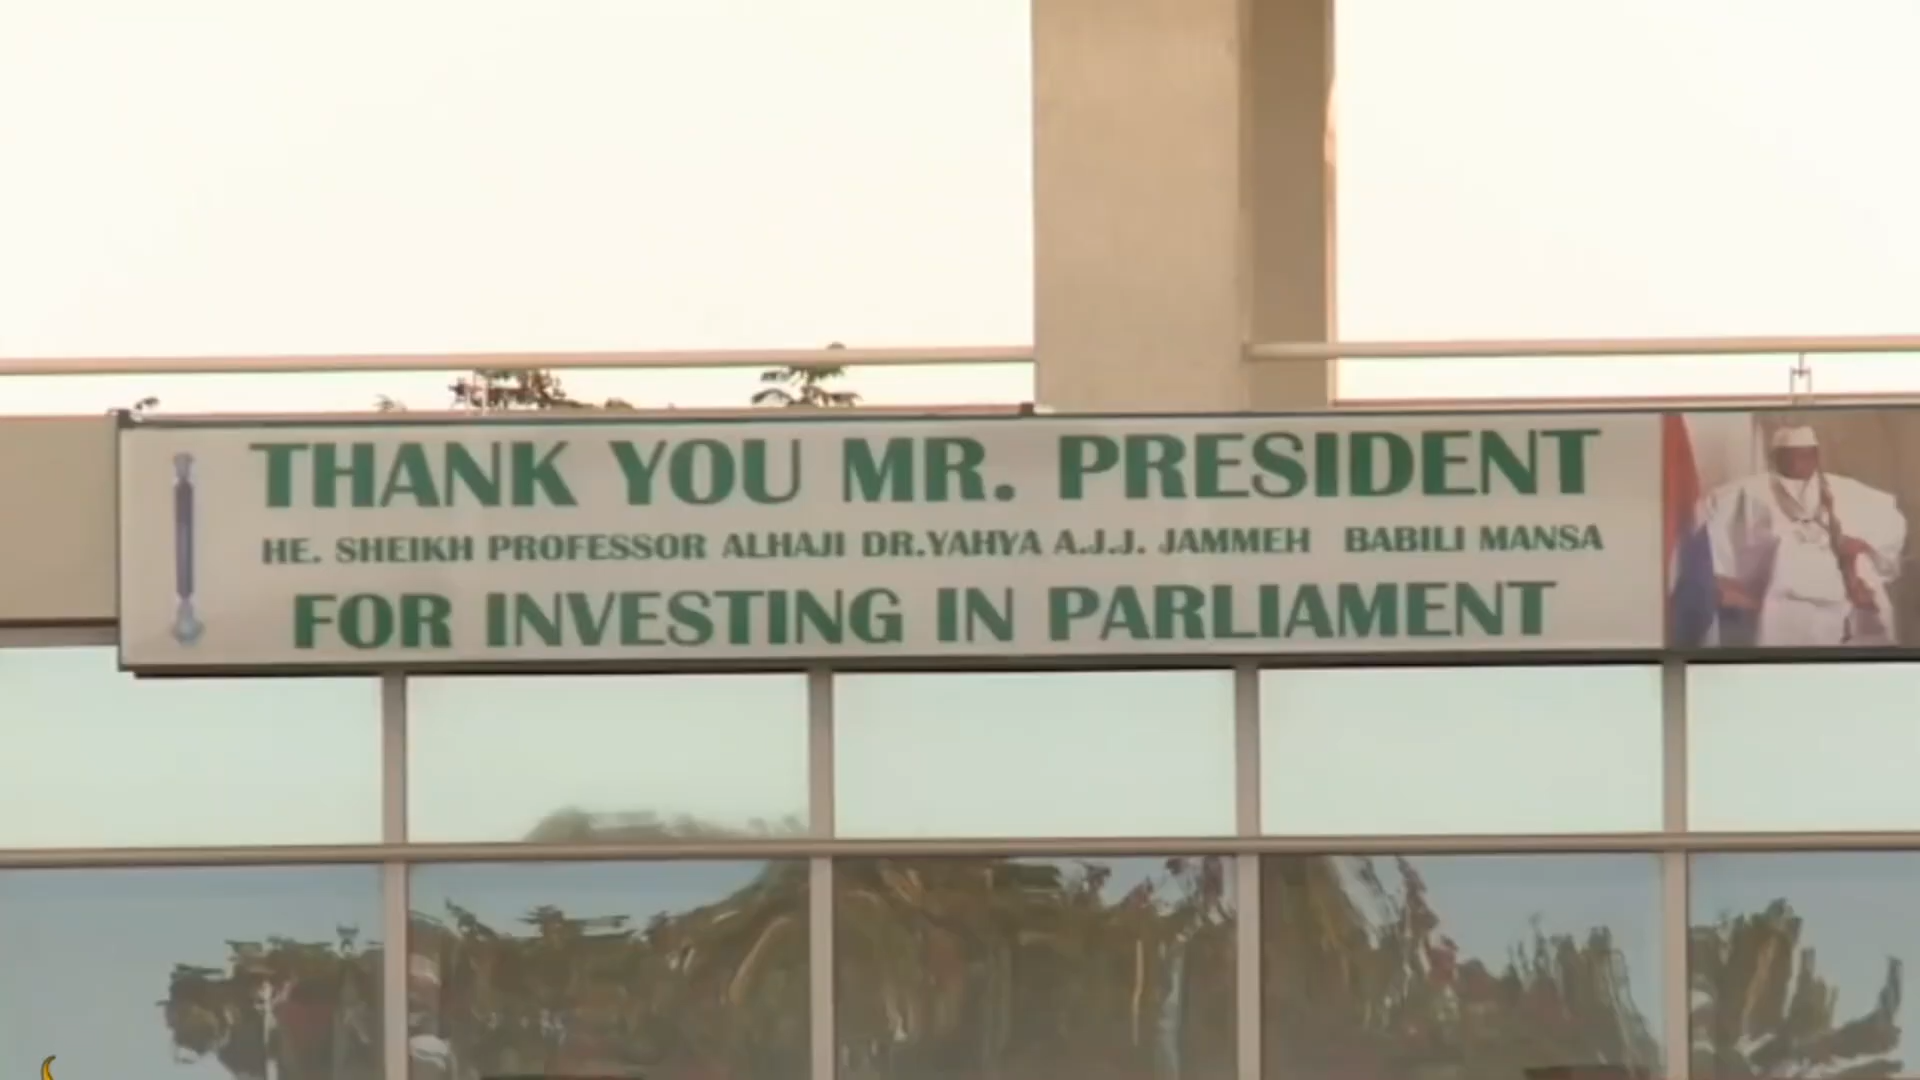 THANK YOU MR. PRESIDENT
HE. SHEIKH PROFESSOR ALHAJI DR.YAHYA A.J.J. JAMMEH BABILI MANSA
FOR INVESTING IN PARLIAMENT